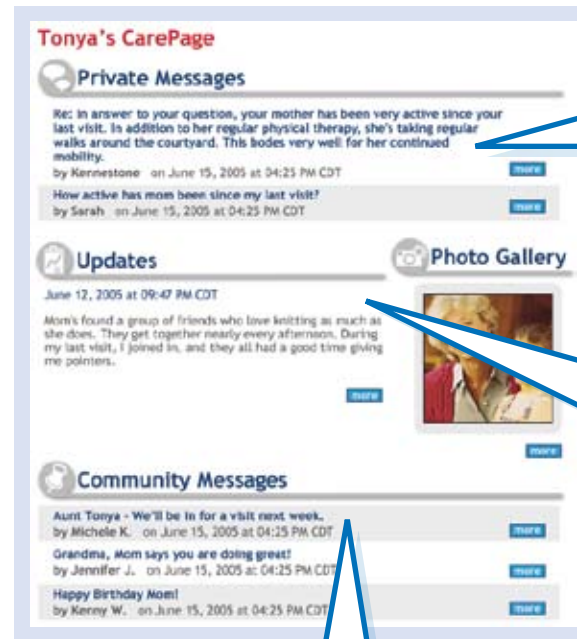 Tonya's CarePage
Private Messages
Re: in answer to your question, your mother has been very active since your
last visit. In addition to her regular physical therapy, she's taking regular
walks around the courtyard. This bodes very well for her continued
mobility.
by Kennestone on June 15, 2005 at 04:25 PM CDT
more
How active has mom been since my last visit?
by Sarah on June 15, 2005 at 04:25 PM CDT
more
Updates
June 12, 2005 at 09:47 PM CDT
Mom's found a group of friends who love knitting as much as
she does. They get together nearly every afternoon. During
my last visit, I joined in, and they all had a good time giving
me pointers.
more
Photo Gallery
more
Community Messages
Aunt Tonya - We'll be in for a visit next week.
by Michele K. on June 15, 2005 at 04:25 PM CDT
more
Grandma, Mom says you are doing great!
by Jennifer J. on June 15, 2005 at 04:25 PM CDT
more
Happy Birthday Mom!
by Kenny W. on June 15, 2005 at 04:25 PM CDT
more